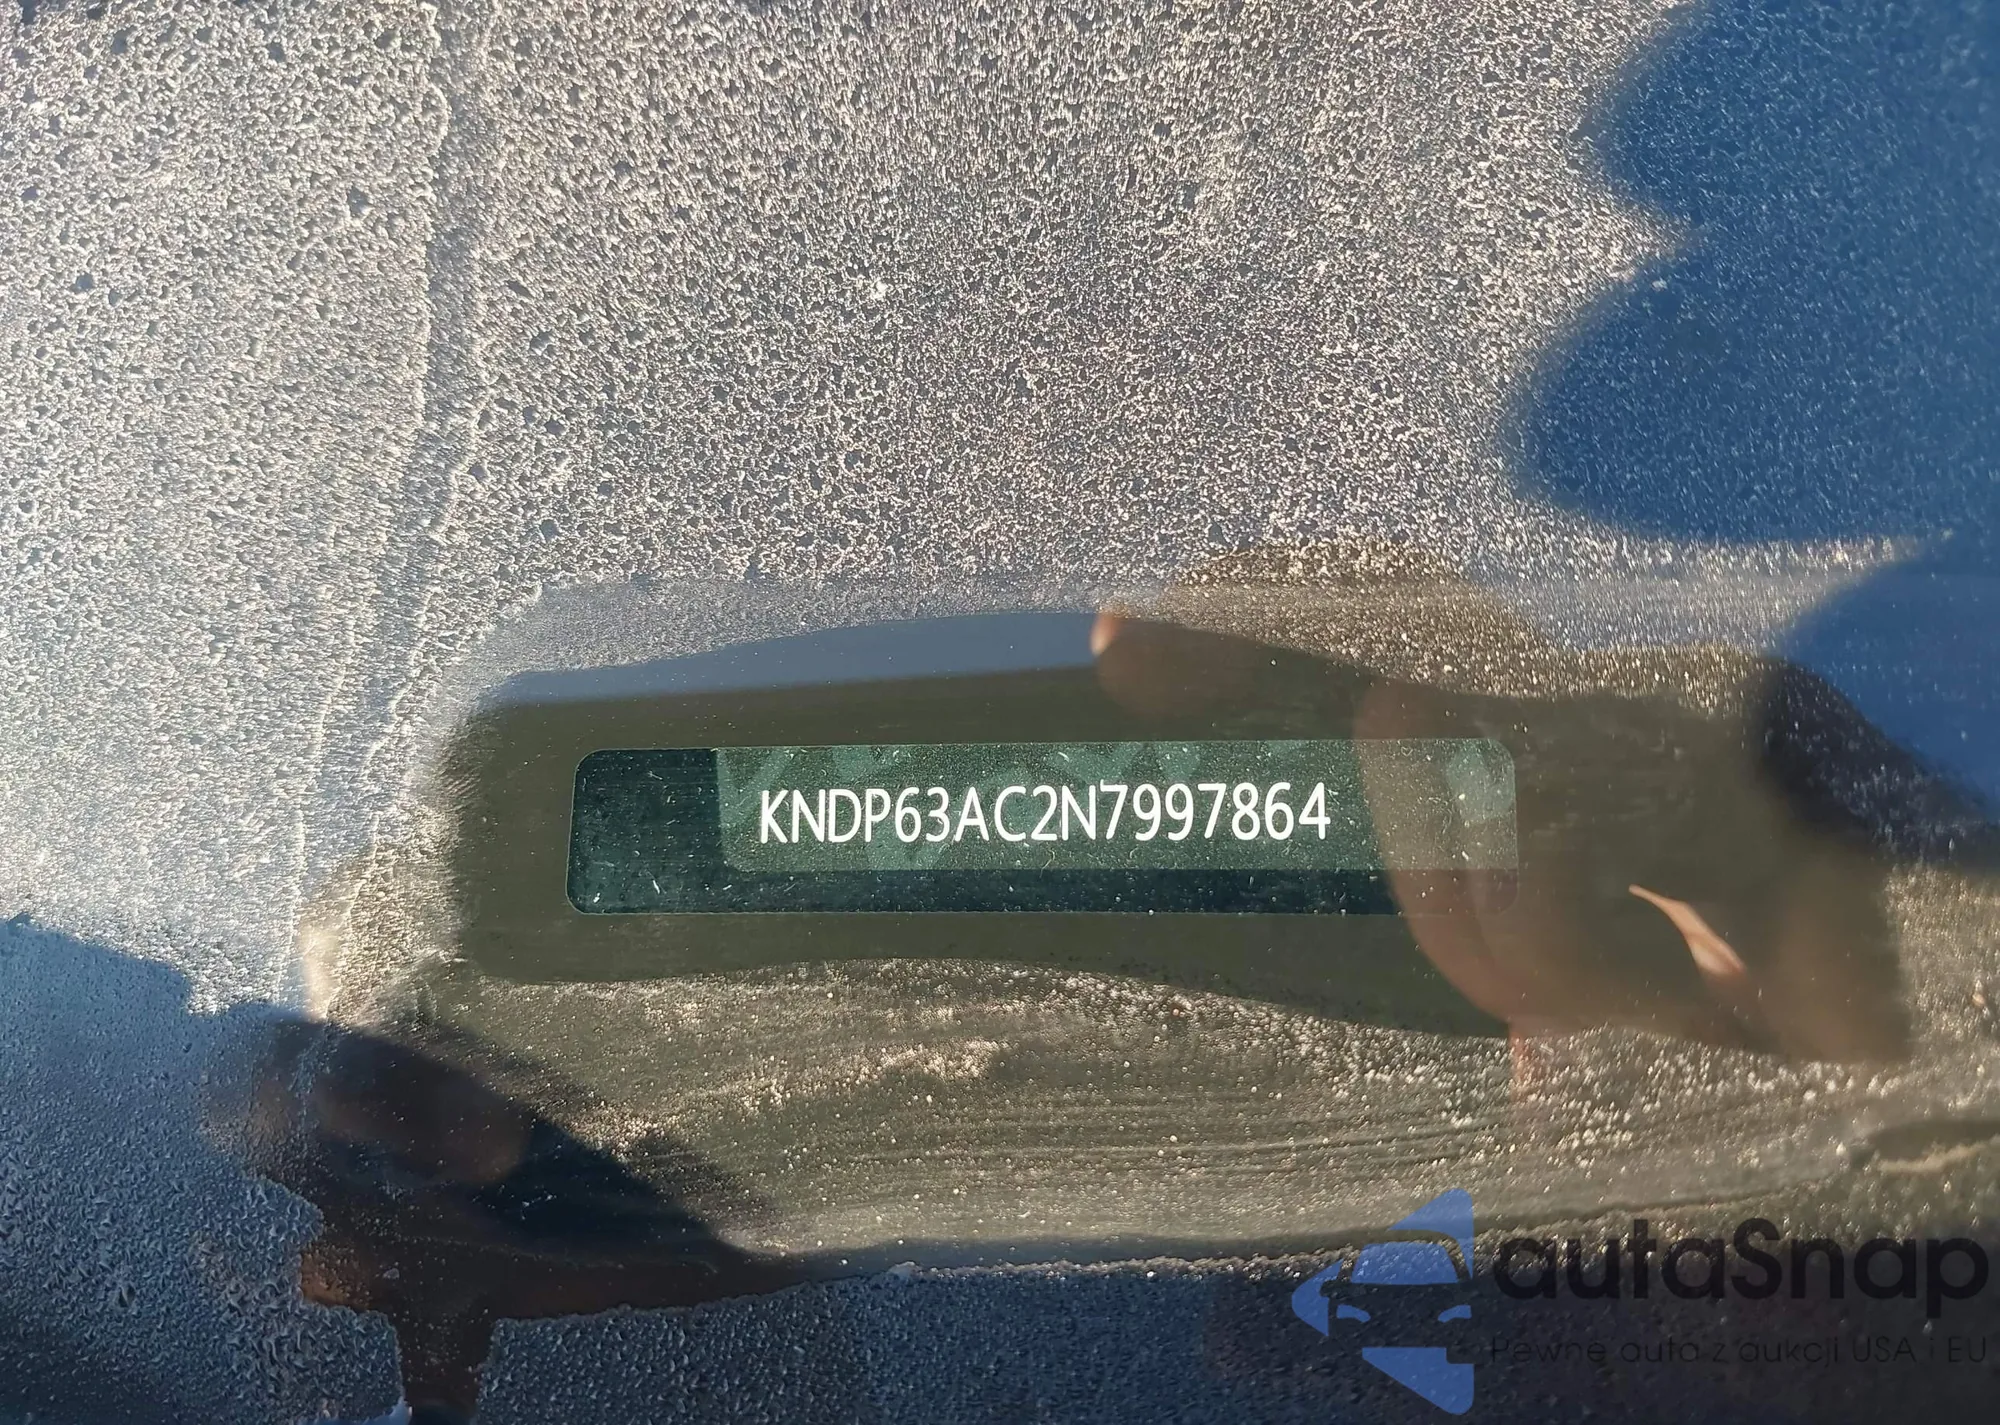 KNDP63AC2N7997864
autaSnap
Pewne auta z aukcji USA i EU